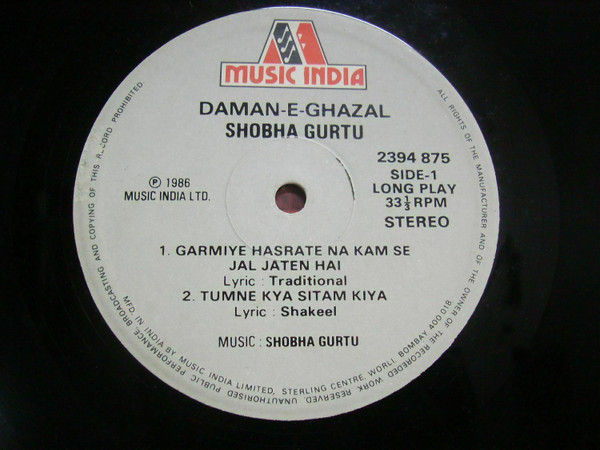 MUSIC INDIA
DAMAN-E-GHAZAL
SHOBHA GURTU
2394 875
SIDE-1
LONG PLAY
33⅓ RPM
STEREO
℗ 1986
MUSIC INDIA LTD.
1. GARMIYE HASRATE NA KAM SE
JAL JATEN HAI
Lyric : Traditional
2. TUMNE KYA SITAM KIYA
Lyric : Shakeel
MUSIC : SHOBHA GURTU
ALL RIGHTS OF THE MANUFACTURER AND OF THE OWNER OF THE RECORDED WORK RESERVED. UNAUTHORISED PUBLIC PERFORMANCE, BROADCASTING AND COPYING OF THIS RECORD PROHIBITED.
MFD. IN INDIA BY MUSIC INDIA LIMITED, STERLING CENTRE, WORLI, BOMBAY 400 018.